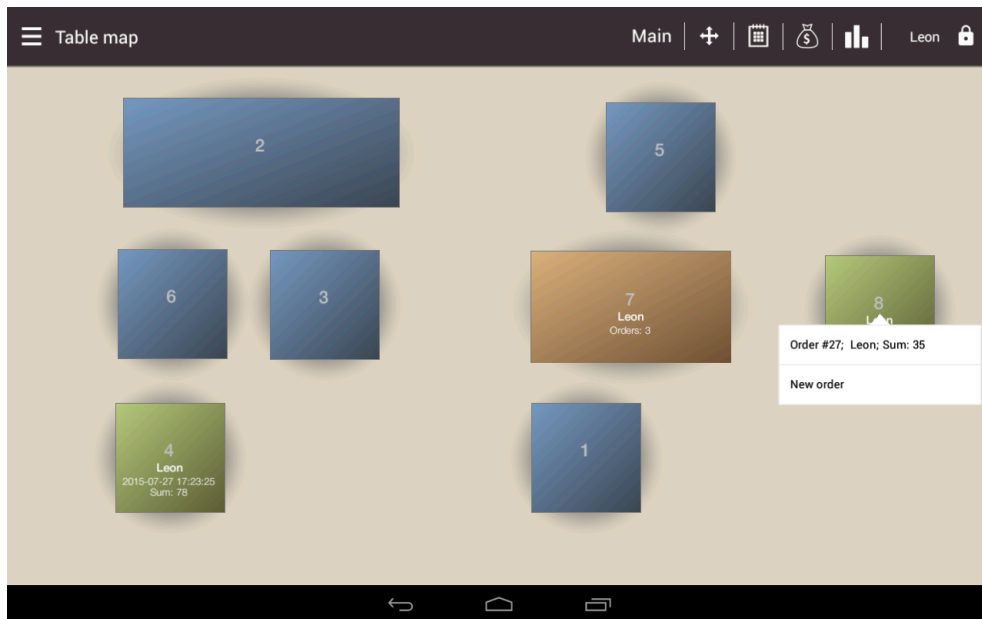 Table map
Main
Leon
2
5
6
3
7
Leon
Orders: 3
8
Leon
Order #27; Leon; Sum: 35
New order
4
Leon
2015-07-27 17:23:25
Sum: 78
1